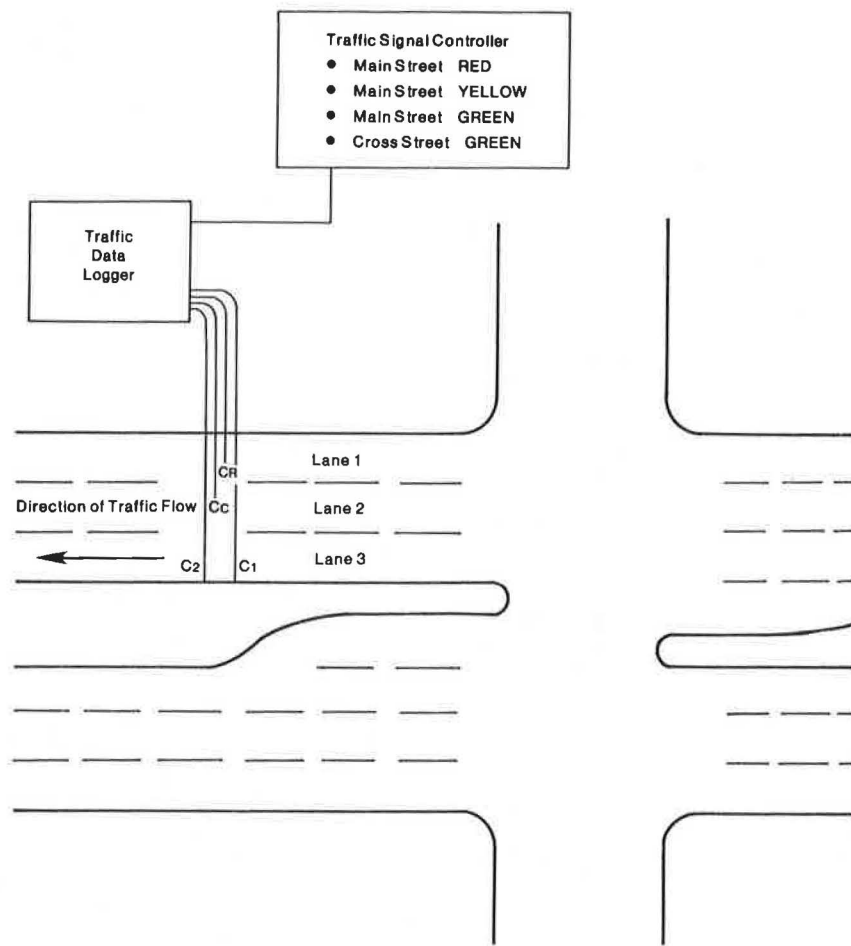 Traffic Signal Controller
● Main Street RED
● Main Street YELLOW
● Main Street GREEN
● Cross Street GREEN
Traffic
Data
Logger
Lane 1
CR
Direction of Traffic Flow
CC
Lane 2
C2
C1
Lane 3